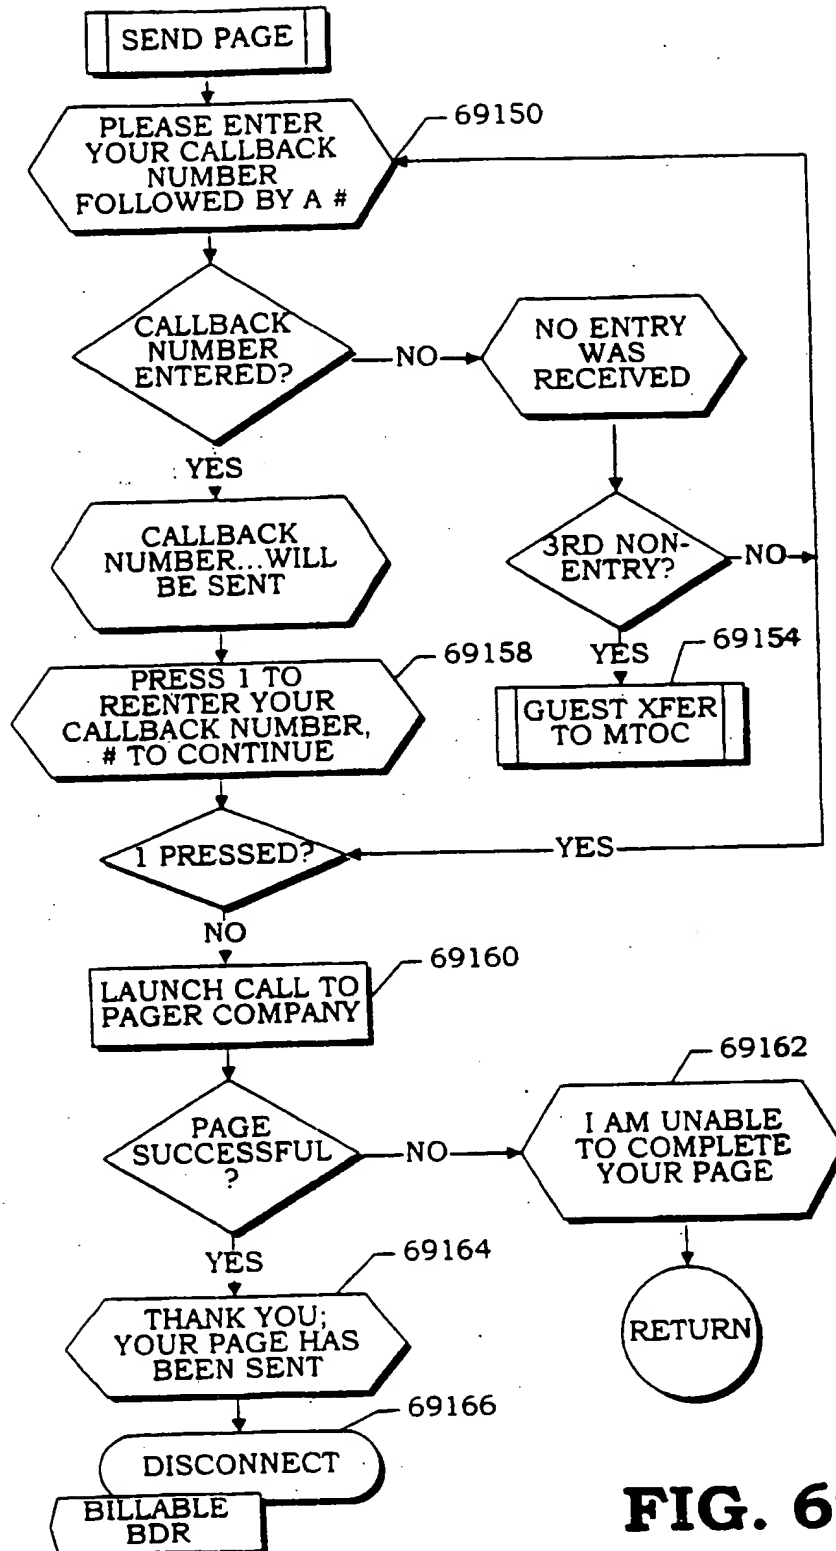 SEND PAGE
PLEASE ENTER
YOUR CALLBACK
NUMBER
FOLLOWED BY A #
69150
CALLBACK
NUMBER
ENTERED?
NO
NO ENTRY
WAS
RECEIVED
YES
CALLBACK
NUMBER...WILL
BE SENT
3RD NON-
ENTRY?
NO
YES
69154
GUEST XFER
TO MTOC
69158
PRESS 1 TO
REENTER YOUR
CALLBACK NUMBER,
# TO CONTINUE
1 PRESSED?
YES
NO
69160
LAUNCH CALL TO
PAGER COMPANY
69162
PAGE
SUCCESSFUL
?
NO
I AM UNABLE
TO COMPLETE
YOUR PAGE
YES
69164
THANK YOU;
YOUR PAGE HAS
BEEN SENT
RETURN
69166
DISCONNECT
BILLABLE
BDR
FIG. 6